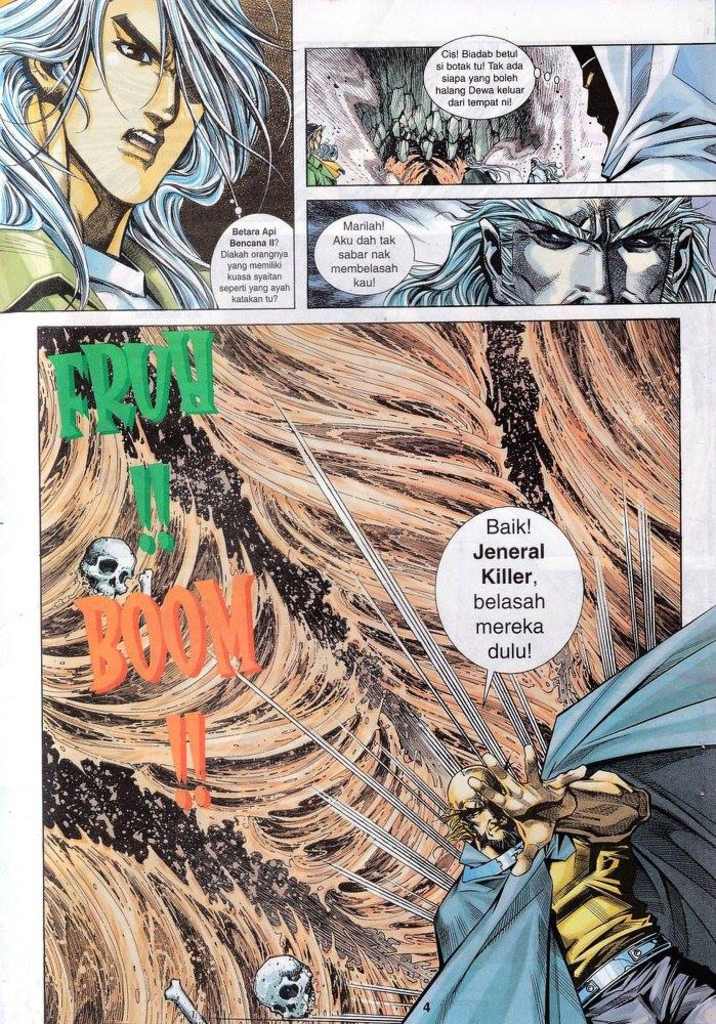 Betara Api
Bencana II?
Diakah orangnya
yang memiliki
kuasa syaitan
seperti yang ayah
katakan tu?
Cis! Biadab betul
si botak tu! Tak ada
siapa yang boleh
halang Dewa keluar
dari tempat ni!
Marilah!
Aku dah tak
sabar nak
membelasah
kau!
FRUH
!!
BOOM
!!
Baik!
Jeneral
Killer,
belasah
mereka
dulu!
4